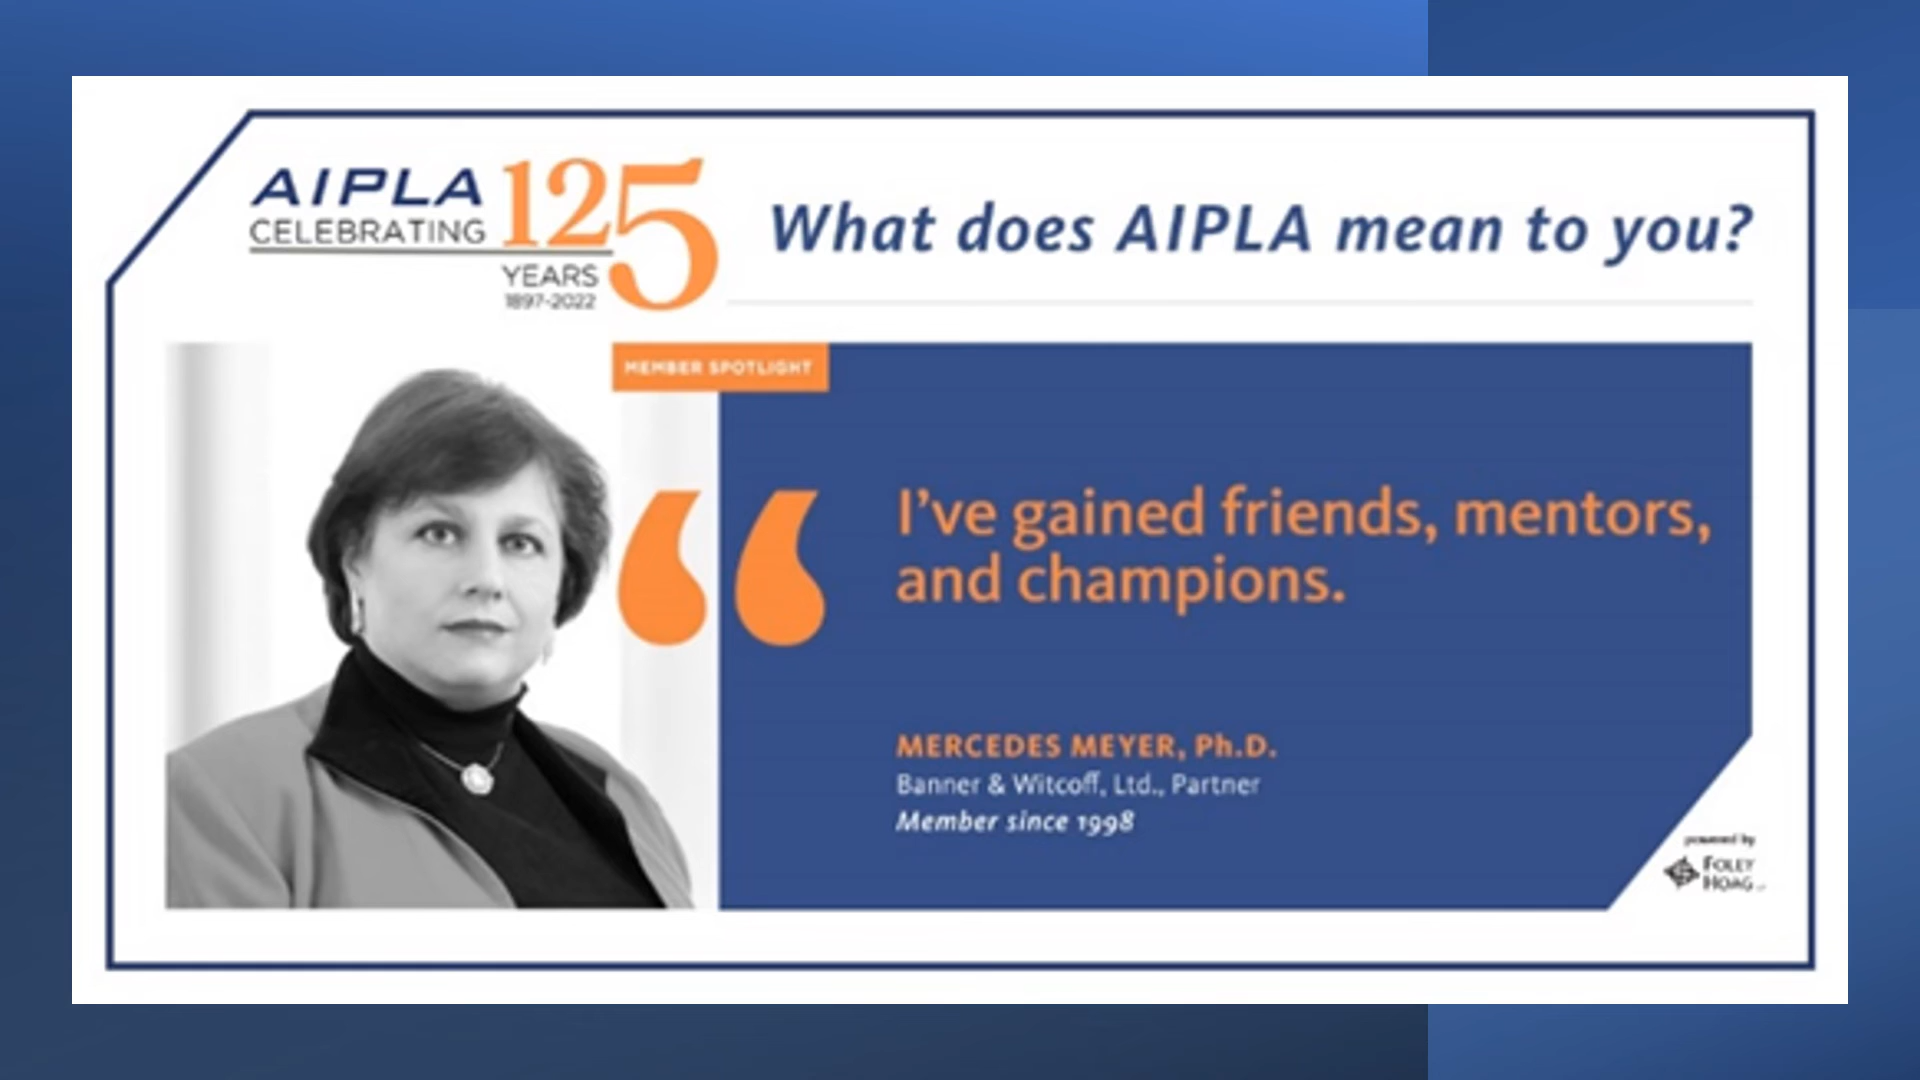 AIPLA
CELEBRATING
125
YEARS
1897-2022
What does AIPLA mean to you?
MEMBER SPOTLIGHT
“
I’ve gained friends, mentors,
and champions.
MERCEDES MEYER, Ph.D.
Banner & Witcoff, Ltd., Partner
Member since 1998
powered by
FOLEY
HOAG